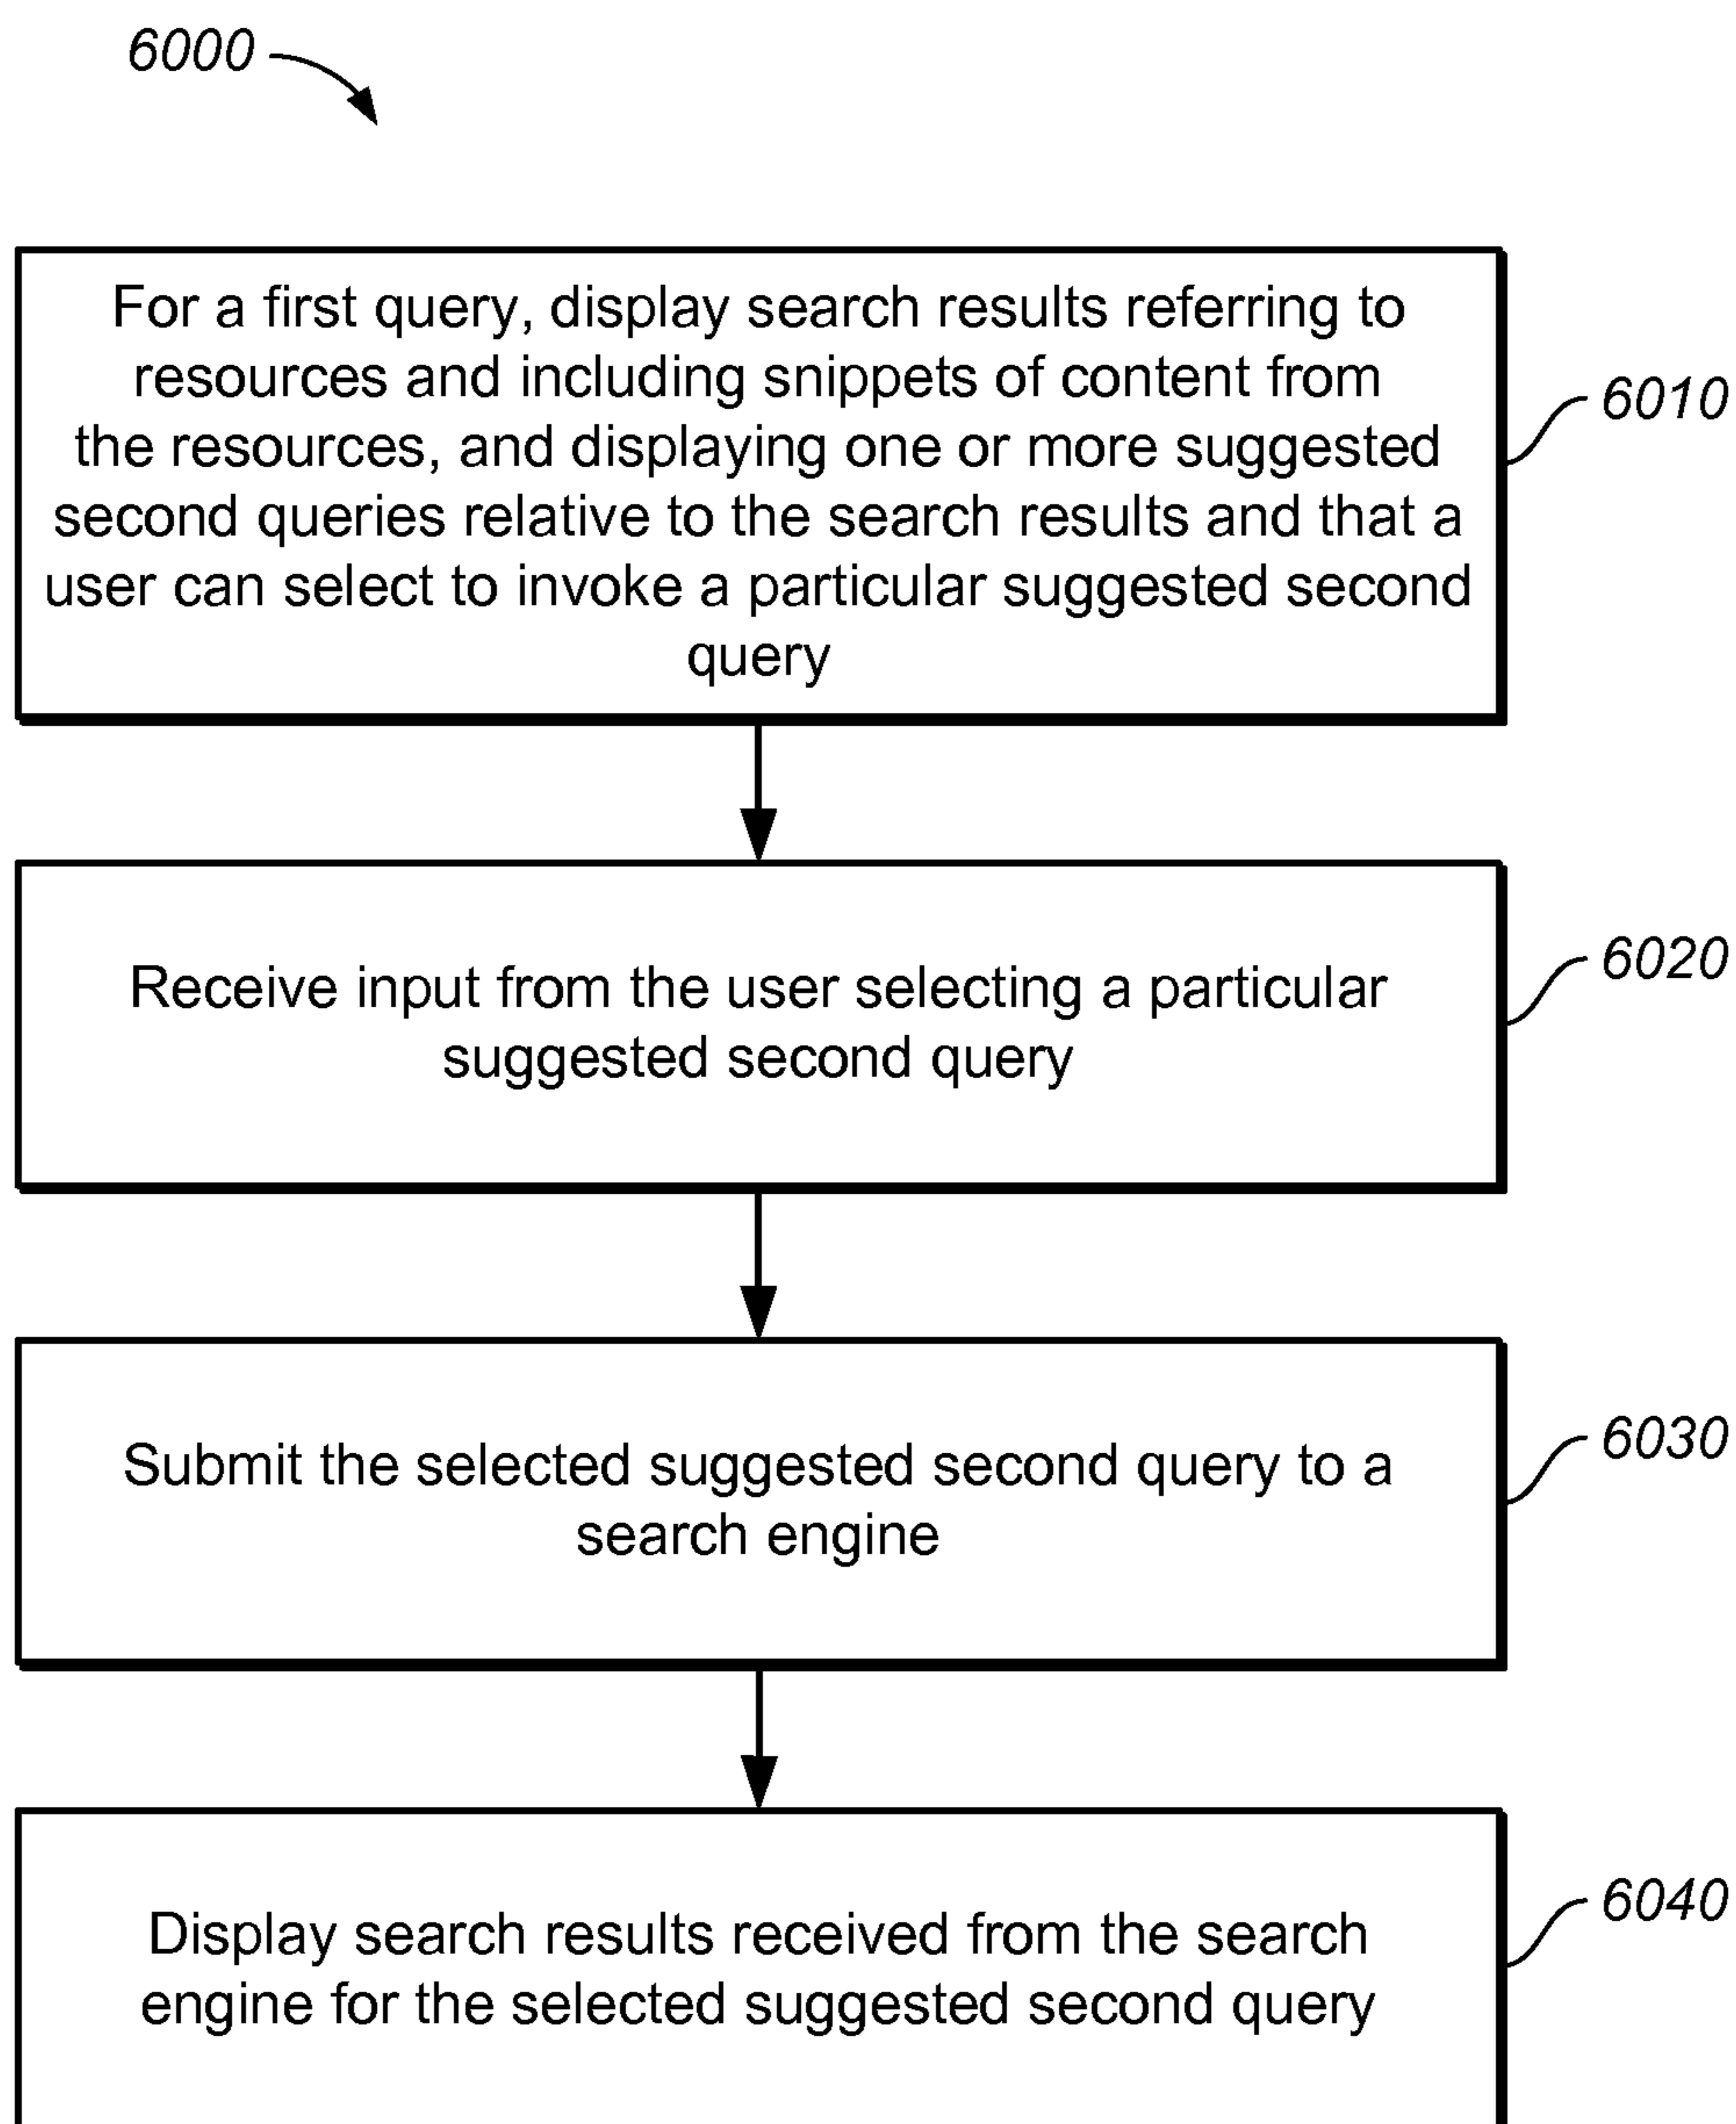 6000
For a first query, display search results referring to
resources and including snippets of content from
the resources, and displaying one or more suggested
second queries relative to the search results and that a
user can select to invoke a particular suggested second
query
6010
Receive input from the user selecting a particular
suggested second query
6020
Submit the selected suggested second query to a
search engine
6030
Display search results received from the search
engine for the selected suggested second query
6040